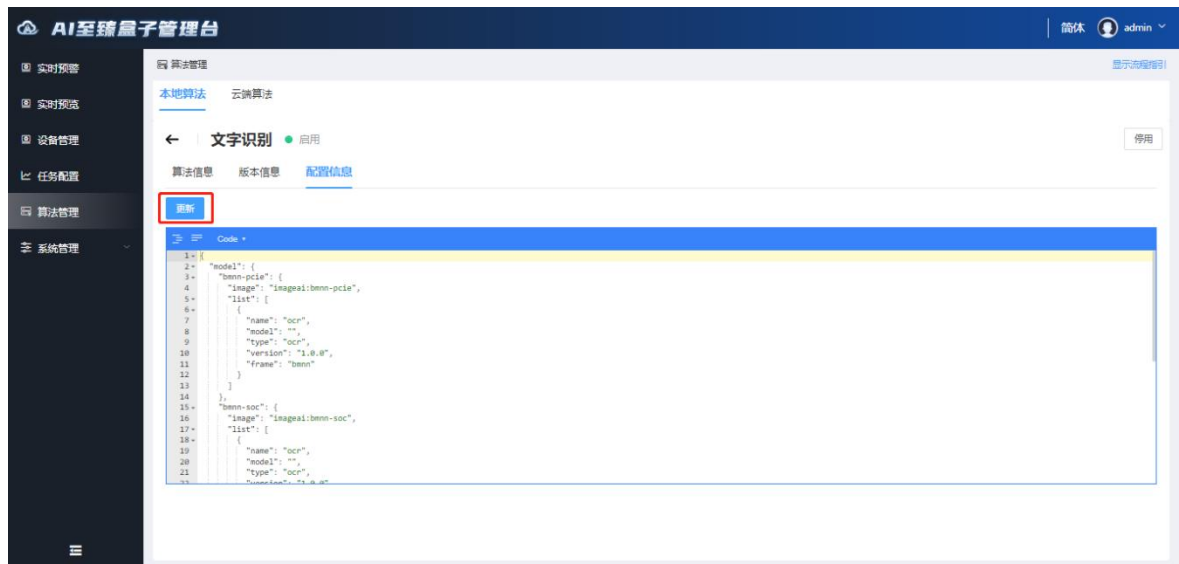 AI至臻盒子管理台
简体 admin
实时预警
实时预览
设备管理
任务配置
算法管理
系统管理
算法管理
显示流程指引
本地算法 云端算法
文字识别 启用
停用
算法信息 版本信息 配置信息
更新
Code
1 {
2 "model": {
3 "bmnn-pcie": {
4 "image": "imageai:bmnn-pcie",
5 "list": [
6 {
7 "name": "ocr",
8 "model": "",
9 "type": "ocr",
10 "version": "1.0.0",
11 "frame": "bmnn"
12 }
13 ]
14 },
15 "bmnn-soc": {
16 "image": "imageai:bmnn-soc",
17 "list": [
18 {
19 "name": "ocr",
20 "model": "",
21 "type": "ocr",
22 "version": "1.0.0"